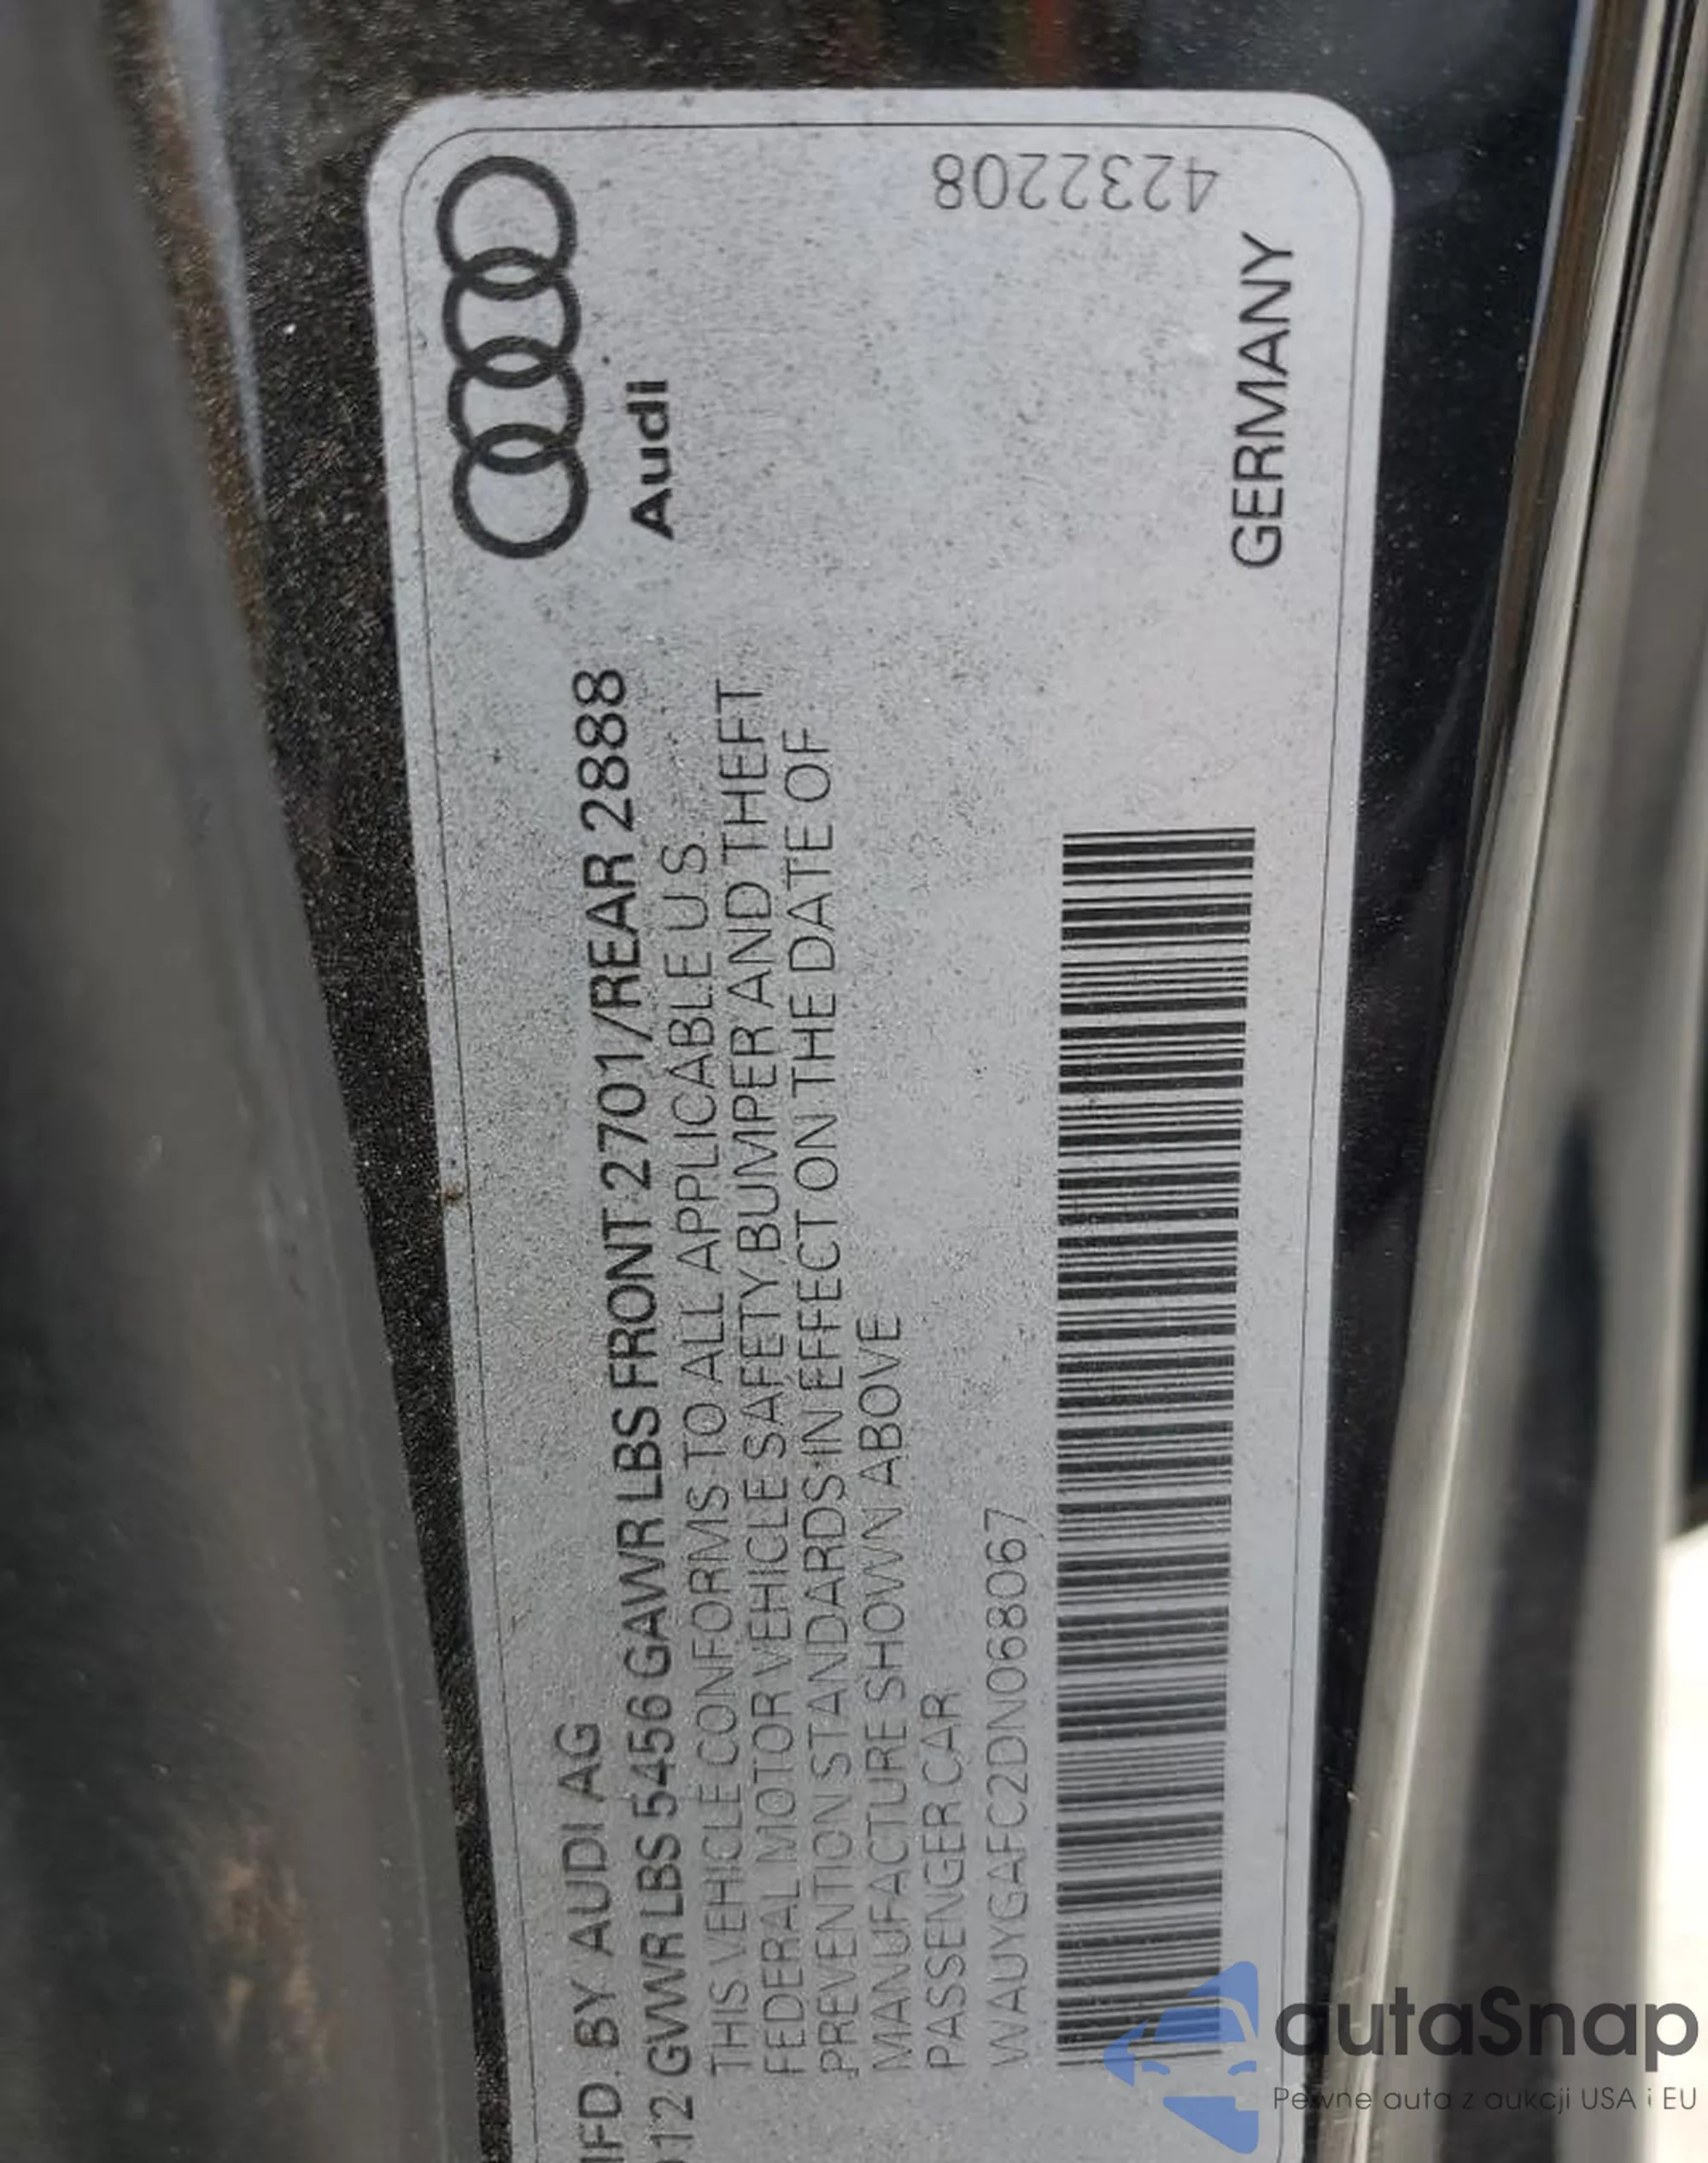 MFD. BY AUDI AG
012 GVWR LBS 5456 GAWR LBS FRONT 2701/REAR 2888
THIS VEHICLE CONFORMS TO ALL APPLICABLE U.S.
FEDERAL MOTOR VEHICLE SAFETY,BUMPER AND THEFT
PREVENTION STANDARDS IN EFFECT ON THE DATE OF
MANUFACTURE SHOWN ABOVE
PASSENGER CAR
WAUYGAFC2DN068067
Audi
4232208
GERMANY
autaSnap
Pewne auta z aukcji USA i EU